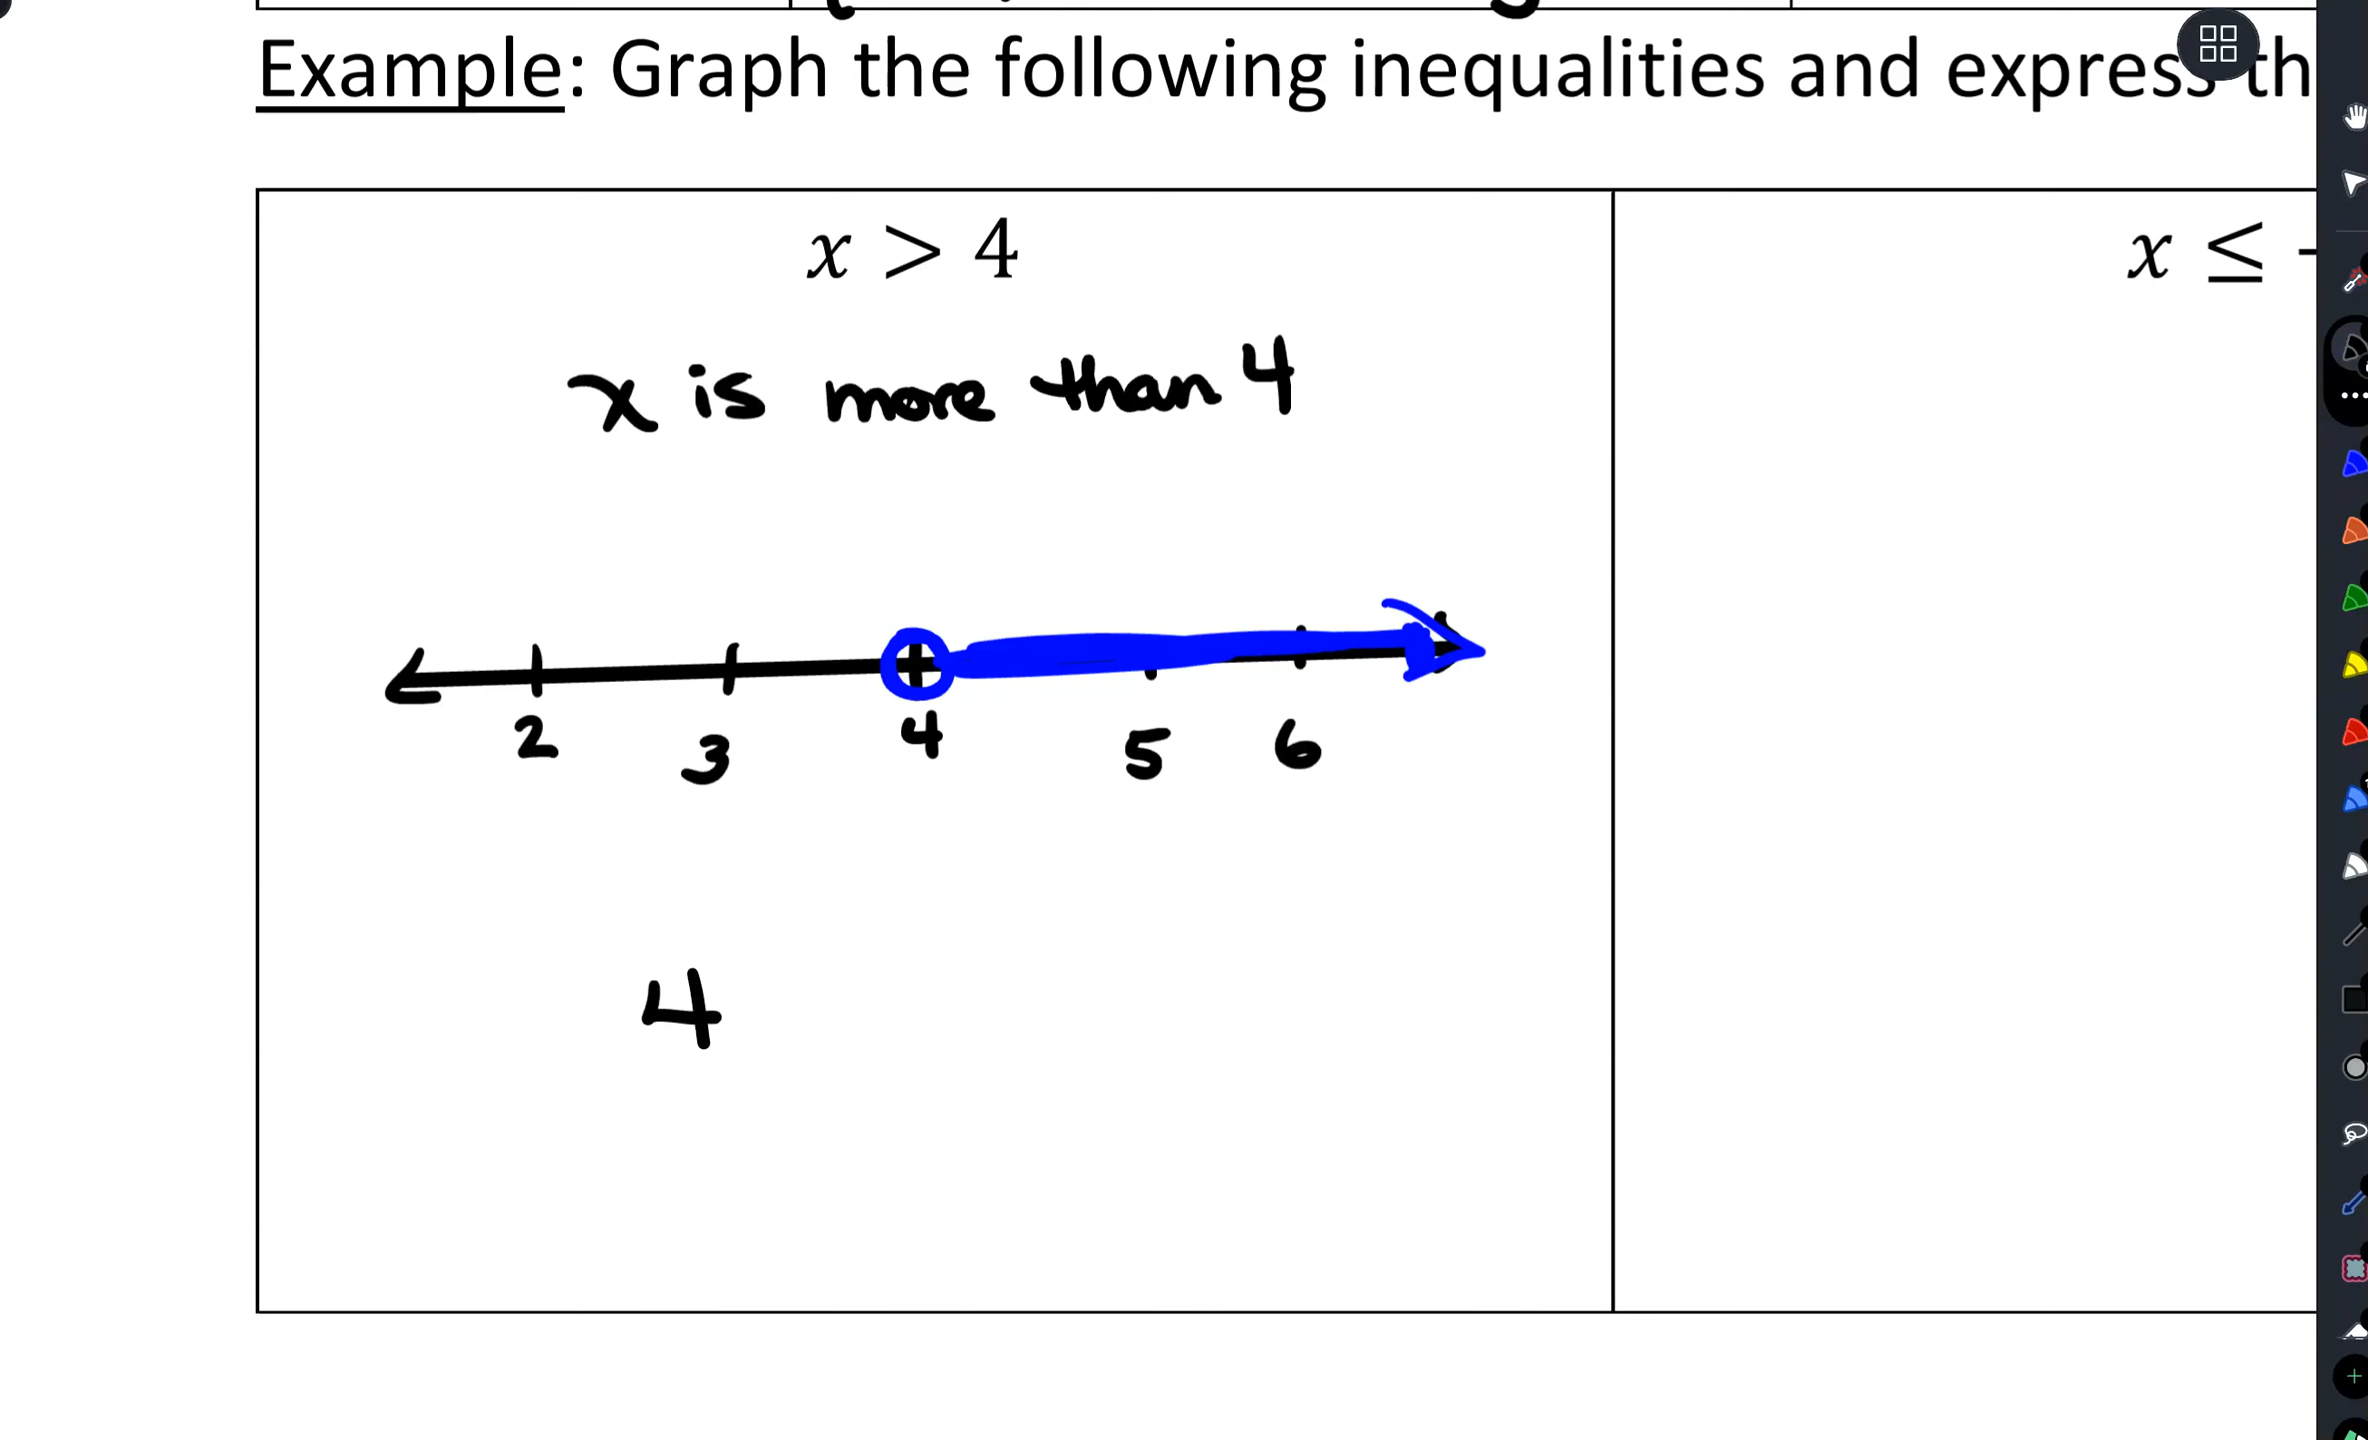 Example: Graph the following inequalities and express th
x > 4
x ≤ -
x is more than 4
2 3 4 5 6
4